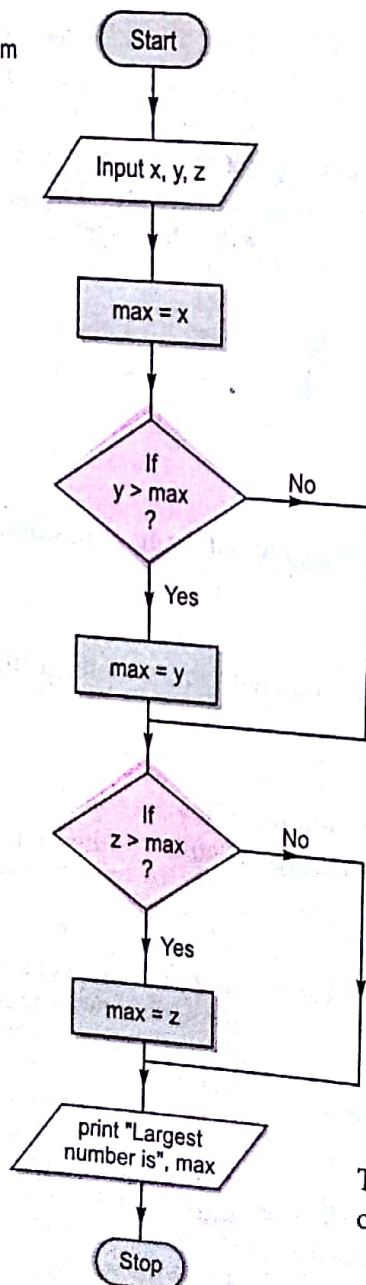 m
Start
Input x, y, z
max = x
If
y > max
?
No
Yes
max = y
If
z > max
?
No
Yes
max = z
print "Largest
number is", max
T
c
Stop